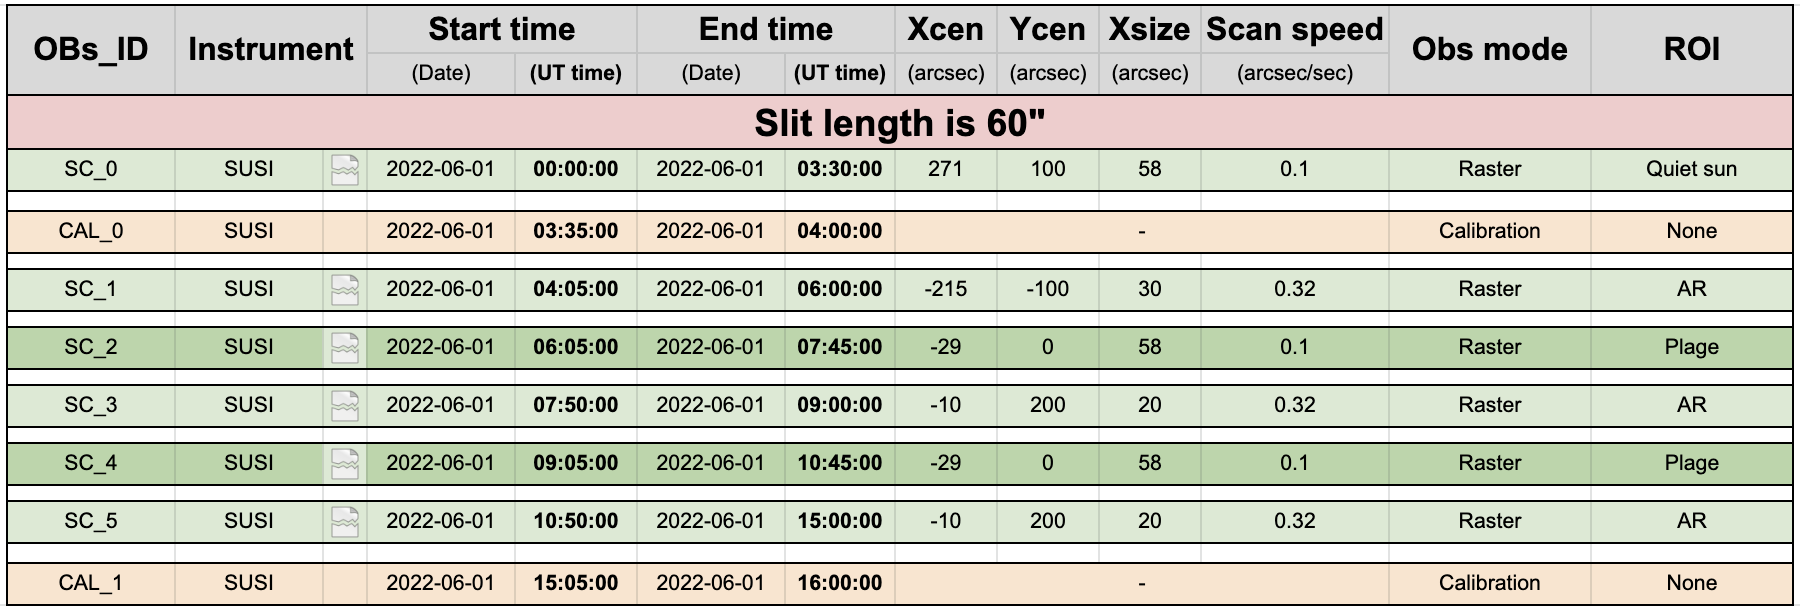 OBs_ID Instrument Start time End time Xcen Ycen Xsize Scan speed Obs mode ROI
(Date) (UT time) (Date) (UT time) (arcsec) (arcsec) (arcsec) (arcsec/sec)
Slit length is 60"
SC_0 SUSI 2022-06-01 00:00:00 2022-06-01 03:30:00 271 100 58 0.1 Raster Quiet sun
CAL_0 SUSI 2022-06-01 03:35:00 2022-06-01 04:00:00 - Calibration None
SC_1 SUSI 2022-06-01 04:05:00 2022-06-01 06:00:00 -215 -100 30 0.32 Raster AR
SC_2 SUSI 2022-06-01 06:05:00 2022-06-01 07:45:00 -29 0 58 0.1 Raster Plage
SC_3 SUSI 2022-06-01 07:50:00 2022-06-01 09:00:00 -10 200 20 0.32 Raster AR
SC_4 SUSI 2022-06-01 09:05:00 2022-06-01 10:45:00 -29 0 58 0.1 Raster Plage
SC_5 SUSI 2022-06-01 10:50:00 2022-06-01 15:00:00 -10 200 20 0.32 Raster AR
CAL_1 SUSI 2022-06-01 15:05:00 2022-06-01 16:00:00 - Calibration None